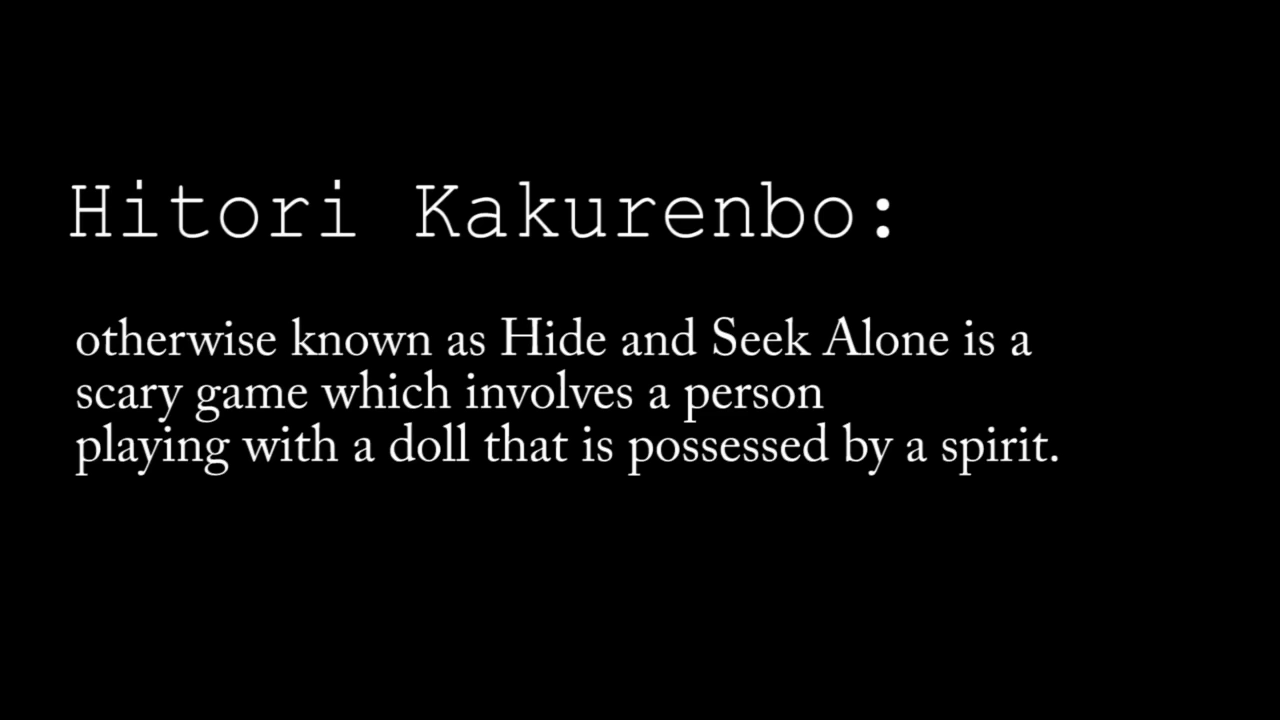 Hitori Kakurenbo:
otherwise known as Hide and Seek Alone is a
scary game which involves a person
playing with a doll that is possessed by a spirit.